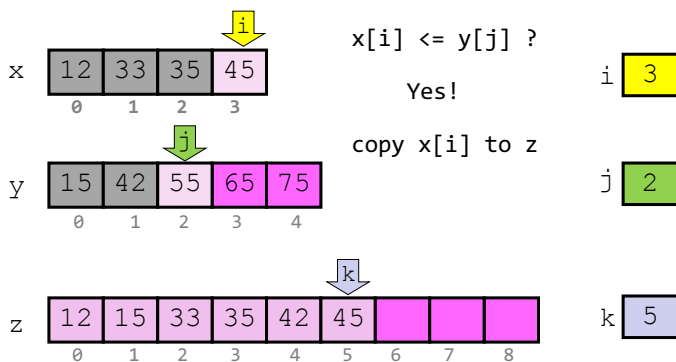 i
x[i] <= y[j] ?
x 12 33 35 45
i 3
0 1 2 3
Yes!
j
copy x[i] to z
y 15 42 55 65 75
j 2
0 1 2 3 4
k
z 12 15 33 35 42 45
k 5
0 1 2 3 4 5 6 7 8